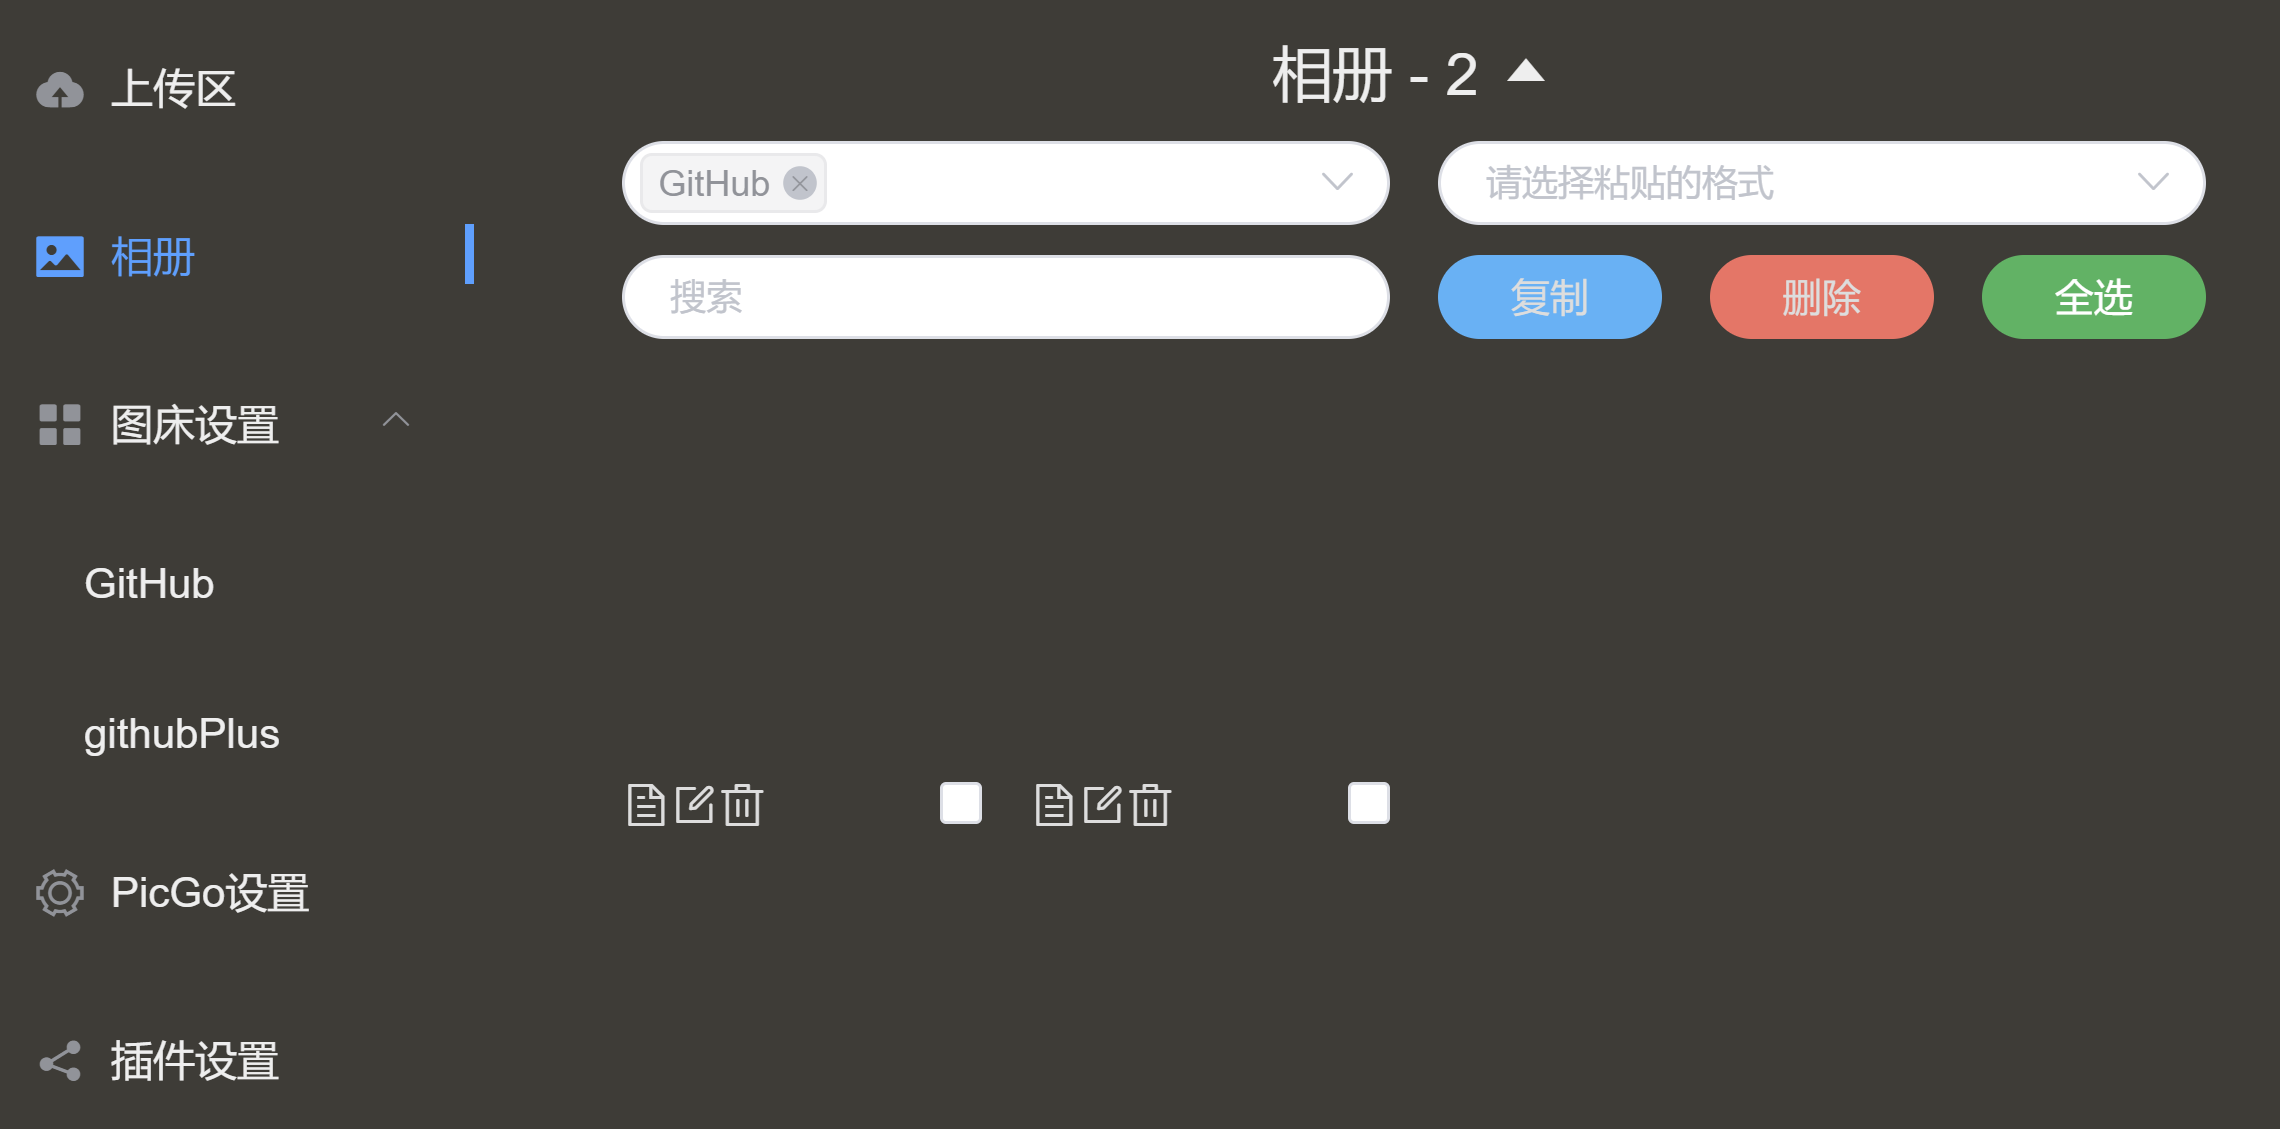 上传区
相册
图床设置
GitHub
githubPlus
PicGo设置
插件设置
相册 - 2
GitHub
请选择粘贴的格式
搜索
复制
删除
全选